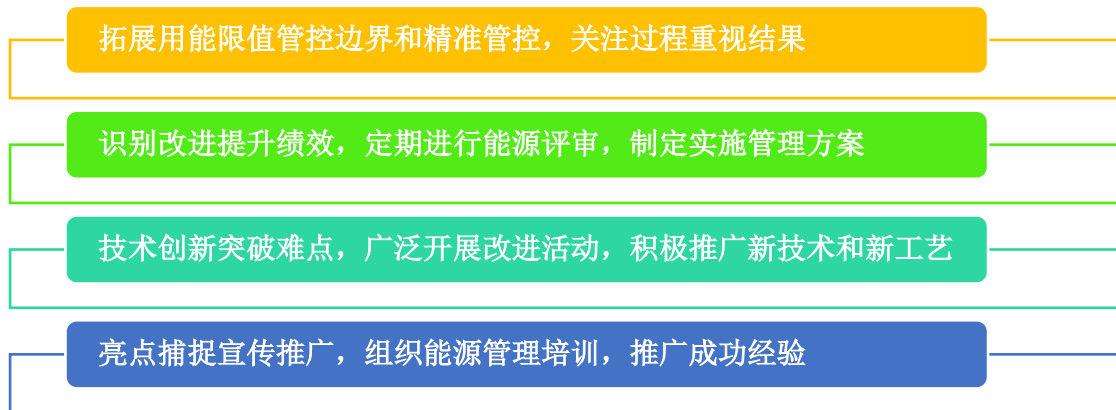 拓展用能限值管控边界和精准管控，关注过程重视结果
识别改进提升绩效，定期进行能源评审，制定实施管理方案
技术创新突破难点，广泛开展改进活动，积极推广新技术和新工艺
亮点捕捉宣传推广，组织能源管理培训，推广成功经验